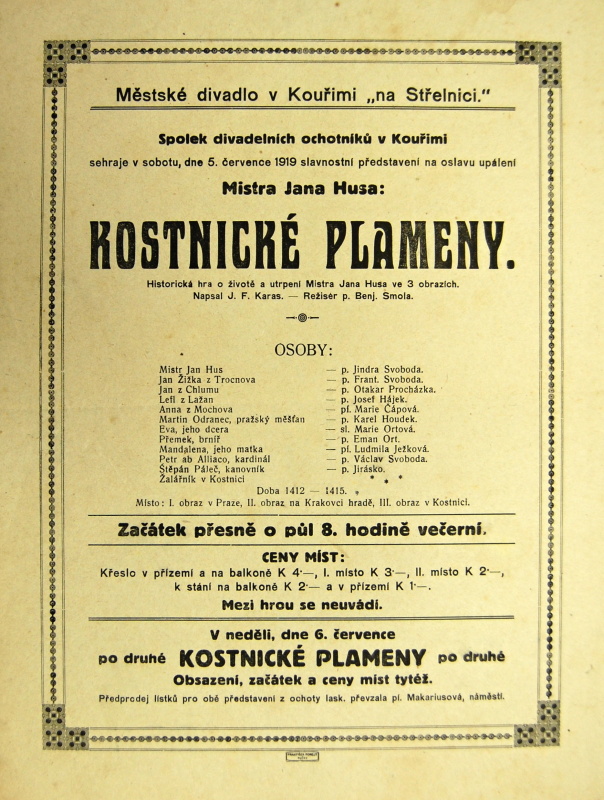 Městské divadlo v Kouřimi „na Střelnici."
Spolek divadelních ochotníků v Kouřimi
sehraje v sobotu, dne 5. července 1919 slavnostní představení na oslavu upálení
Mistra Jana Husa:
KOSTNICKÉ PLAMENY.
Historická hra o životě a utrpení Mistra Jana Husa ve 3 obrazích.
Napsal J. F. Karas. — Režisér p. Benj. Smola.
OSOBY:
Mistr Jan Hus — p. Jindra Svoboda.
Jan Žižka z Trocnova — p. Frant. Svoboda.
Jan z Chlumu — p. Otakar Procházka.
Lefl z Lažan — p. Josef Hájek.
Anna z Mochova — pí. Marie Čápová.
Martin Odranec, pražský měšťan — p. Karel Houdek.
Eva, jeho dcera — sl. Marie Ortová.
Přemek, brníř — p. Eman Ort.
Mandalena, jeho matka — pí. Ludmila Ježková.
Petr ab Alliaco, kardinál — p. Václav Svoboda.
Štěpán Páleč, kanovník — p. Jirásko.
Žalářník v Kostnici * * *
Doba 1412 — 1415.
Místo: I. obraz v Praze, II. obraz na Krakovci hradě, III. obraz v Kostnici.
Začátek přesně o půl 8. hodině večerní.
CENY MÍST:
Křeslo v přízemí a na balkoně K 4·—, I. místo K 3·—, II. místo K 2·—,
k stání na balkoně K 2·— a v přízemí K 1·—.
Mezi hrou se neuvádí.
V neděli, dne 6. července
po druhé KOSTNICKÉ PLAMENY po druhé
Obsazení, začátek a ceny míst tytéž.
Předprodej lístků pro obě představení z ochoty lask. převzala pí. Makariusová, náměstí.